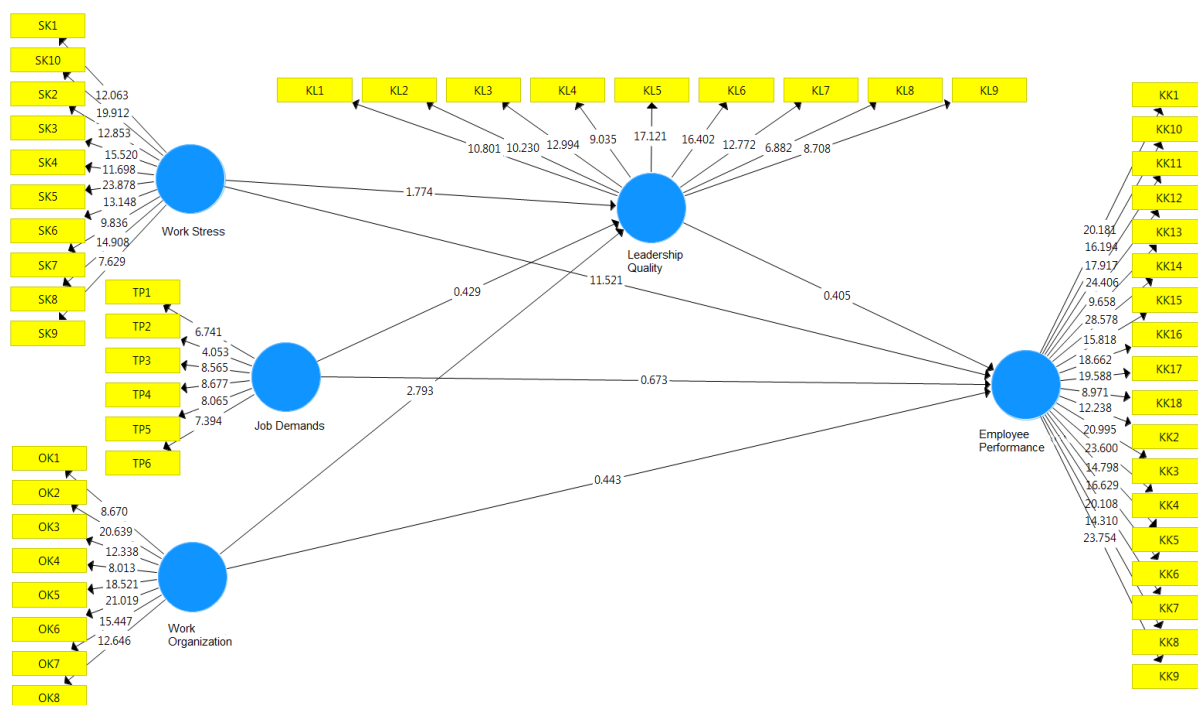 SK1
SK10
SK2
SK3
SK4
SK5
SK6
SK7
SK8
SK9
12.063
19.912
12.853
15.520
11.698
23.878
13.148
9.836
14.908
7.629
Work Stress
KL1
KL2
KL3
KL4
KL5
KL6
KL7
KL8
KL9
10.801
10.230
12.994
9.035
17.121
16.402
12.772
6.882
8.708
Leadership
Quality
1.774
11.521
0.429
0.405
2.793
0.673
0.443
TP1
TP2
TP3
TP4
TP5
TP6
6.741
4.053
8.565
8.677
8.065
7.394
Job Demands
OK1
OK2
OK3
OK4
OK5
OK6
OK7
OK8
8.670
20.639
12.338
8.013
18.521
21.019
15.447
12.646
Work
Organization
Employee
Performance
20.181
16.194
17.917
24.406
9.658
28.578
15.818
18.662
19.588
8.971
12.238
20.995
23.600
14.798
16.629
20.108
14.310
23.754
KK1
KK10
KK11
KK12
KK13
KK14
KK15
KK16
KK17
KK18
KK2
KK3
KK4
KK5
KK6
KK7
KK8
KK9